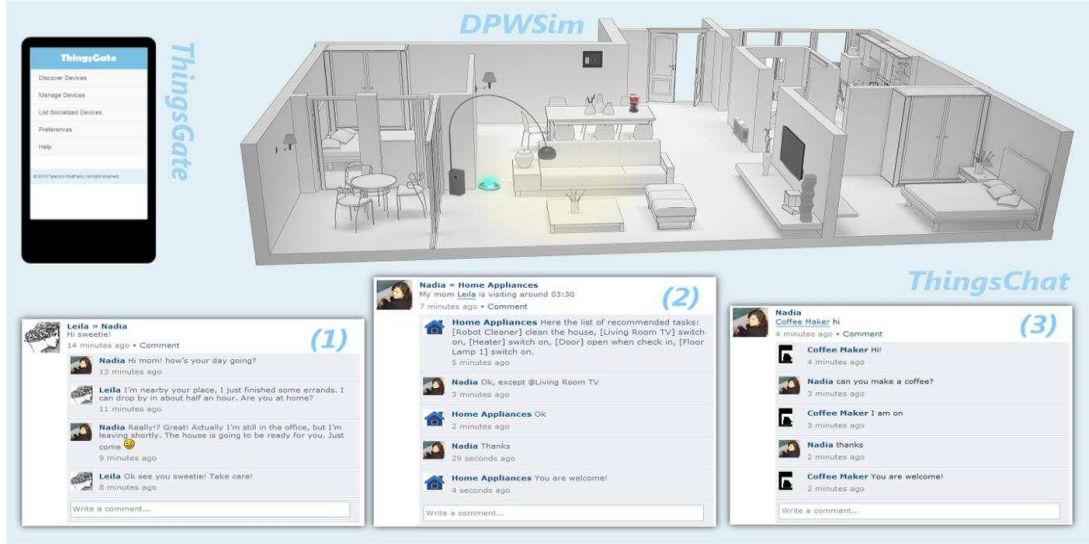 DPWSim
ThingsGate
ThingsGate
Discover Devices
Manage Devices
List Socialized Devices
Preferences
Help
ThingsChat
Leila » Nadia
Hi sweetie!
14 minutes ago • Comment
(1)
Nadia Hi mom! how's your day going?
13 minutes ago
Leila I'm nearby your place, I just finished some errands. I
can drop by in about half an hour. Are you at home?
11 minutes ago
Nadia Really!? Great! Actually I'm still in the office, but I'm
leaving shortly. The house is going to be ready for you. Just
come
9 minutes ago
Leila Ok see you sweetie! Take care!
8 minutes ago
Write a comment...
Nadia » Home Appliances
My mom Leila is visiting around 03:30
7 minutes ago • Comment
(2)
Home Appliances Here the list of recommended tasks:
[Robot Cleaner] clean the house, [Living Room TV] switch
on, [Heater] switch on, [Door] open when check in, [Floor
Lamp 1] switch on.
5 minutes ago
Nadia Ok, except @Living Room TV
3 minutes ago
Home Appliances Ok
2 minutes ago
Nadia Thanks
29 seconds ago
Home Appliances You are welcome!
4 seconds ago
Write a comment...
Nadia
Coffee Maker hi
4 minutes ago • Comment
(3)
Coffee Maker Hi!
4 minutes ago
Nadia can you make a coffee?
3 minutes ago
Coffee Maker I am on
3 minutes ago
Nadia thanks
2 minutes ago
Coffee Maker You are welcome!
2 minutes ago
Write a comment...